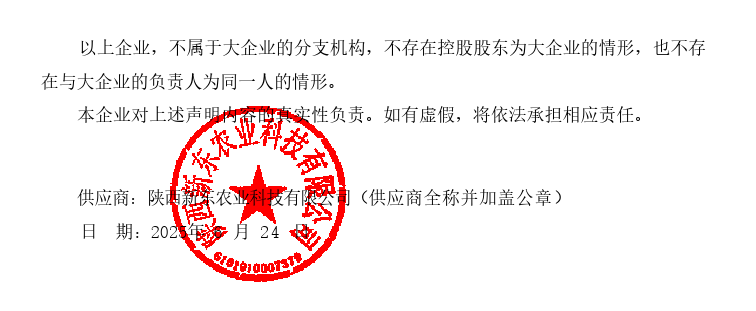 以上企业，不属于大企业的分支机构，不存在控股股东为大企业的情形，也不存
在与大企业的负责人为同一人的情形。
本企业对上述声明内容的真实性负责。如有虚假，将依法承担相应责任。
陕西新东农业科技有限公司
供应商：陕西新东农业科技有限公司（供应商全称并加盖公章）
日 期：2025年 月 24 日